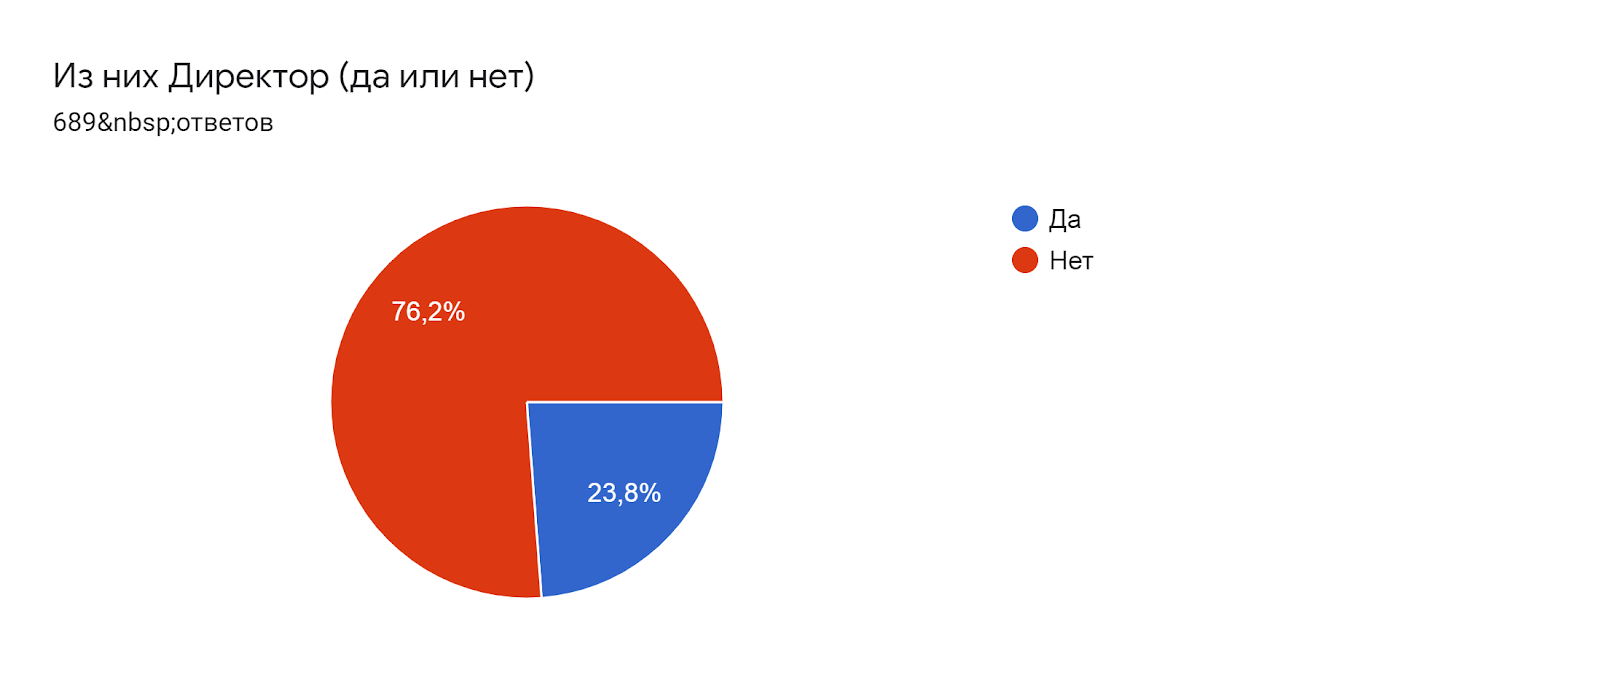 Из них Директор (да или нет)
689&nbsp;ответов
Да
Нет
76,2%
23,8%